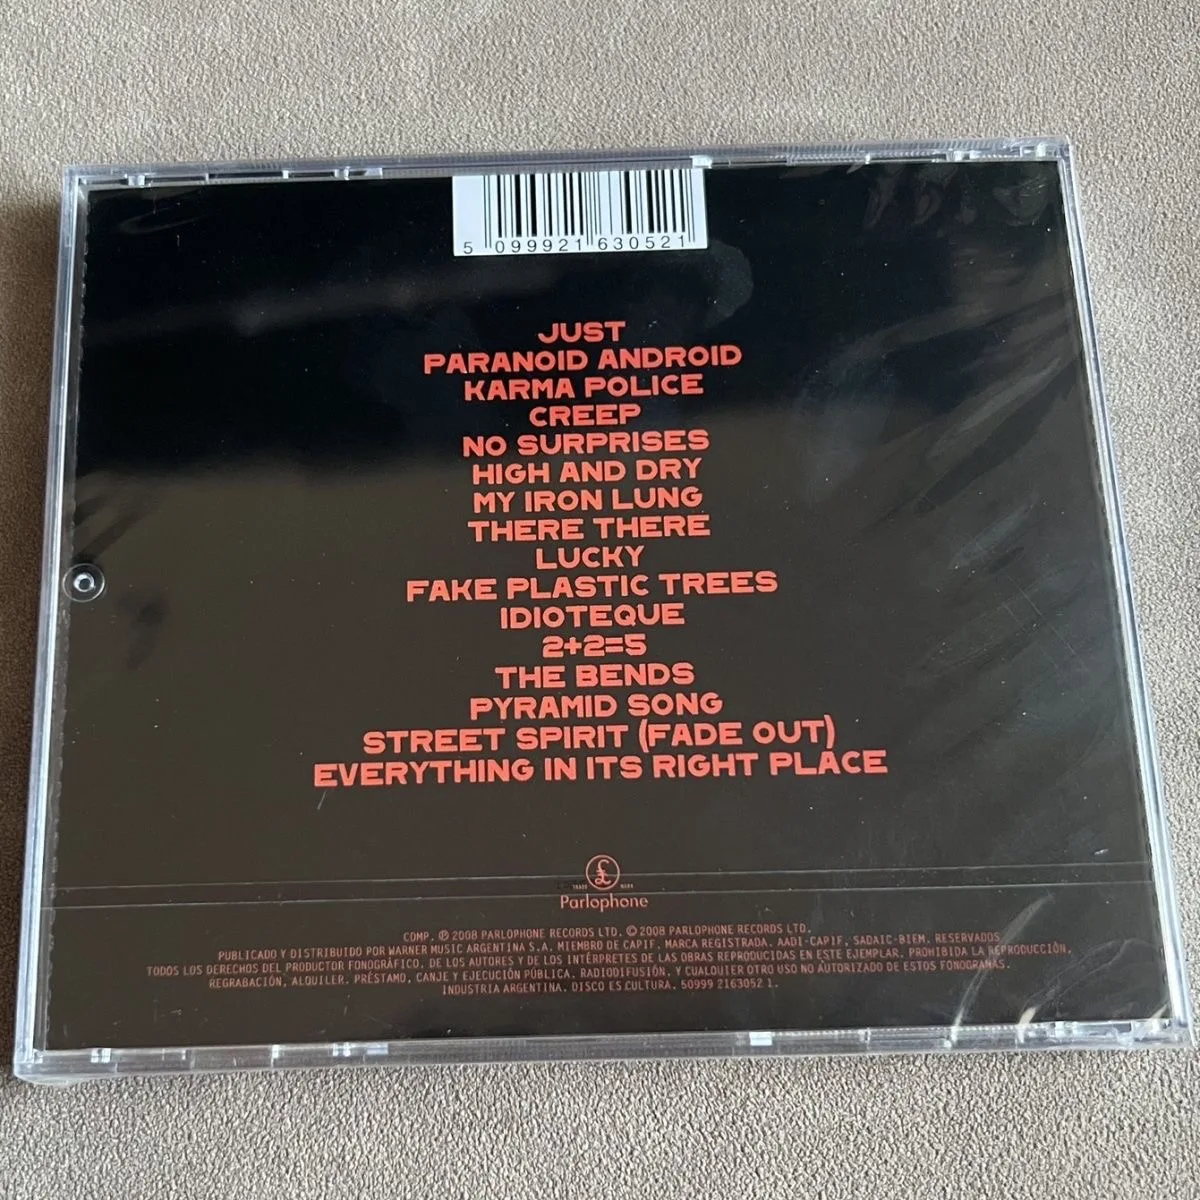 5 099921 630521
JUST
PARANOID ANDROID
KARMA POLICE
CREEP
NO SURPRISES
HIGH AND DRY
MY IRON LUNG
THERE THERE
LUCKY
FAKE PLASTIC TREES
IDIOTEQUE
2+2=5
THE BENDS
PYRAMID SONG
STREET SPIRIT (FADE OUT)
EVERYTHING IN ITS RIGHT PLACE
£
TRADE MARK
Parlophone
COMP. ℗ 2008 PARLOPHONE RECORDS LTD. © 2008 PARLOPHONE RECORDS LTD.
PUBLICADO Y DISTRIBUIDO POR WARNER MUSIC ARGENTINA S.A. MIEMBRO DE CAPIF. MARCA REGISTRADA. AADI-CAPIF, SADAIC-BIEM. RESERVADOS
TODOS LOS DERECHOS DEL PRODUCTOR FONOGRÁFICO, DE LOS AUTORES Y DE LOS INTÉRPRETES DE LAS OBRAS REPRODUCIDAS EN ESTE EJEMPLAR. PROHIBIDA LA REPRODUCCIÓN,
REGRABACIÓN, ALQUILER, PRÉSTAMO, CANJE Y EJECUCIÓN PÚBLICA. RADIODIFUSIÓN, Y CUALQUIER OTRO USO NO AUTORIZADO DE ESTOS FONOGRAMAS.
INDUSTRIA ARGENTINA. DISCO ES CULTURA. 50999 2163052 1.